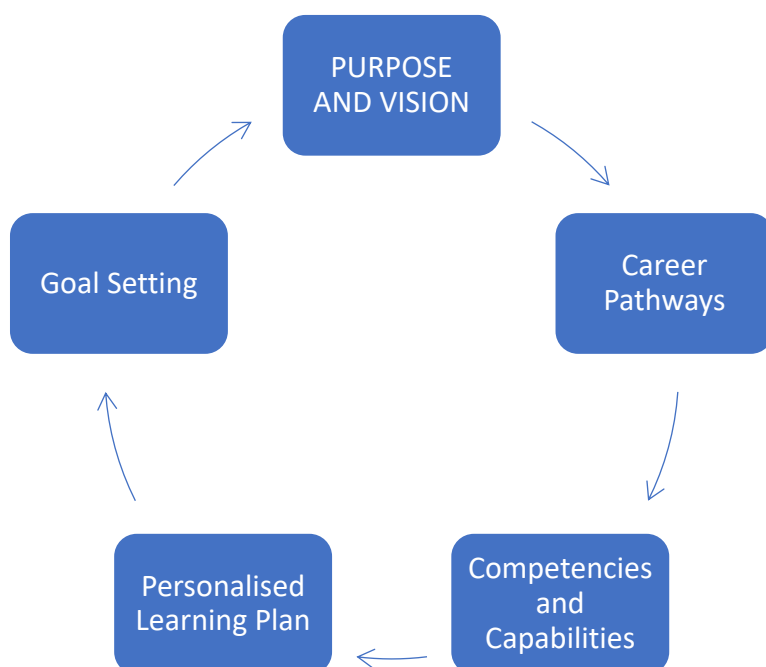 PURPOSE
AND VISION
Career
Pathways
Competencies
and
Capabilities
Personalised
Learning Plan
Goal Setting